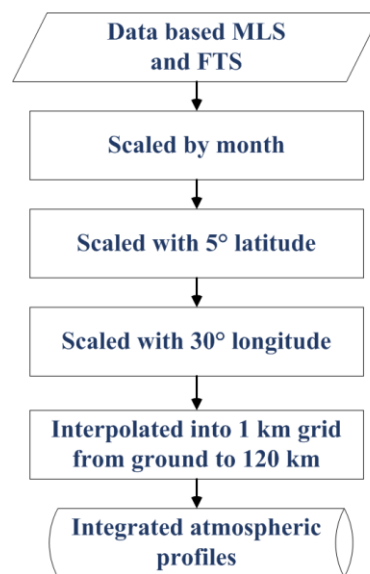 Data based MLS
and FTS
Scaled by month
Scaled with 5° latitude
Scaled with 30° longitude
Interpolated into 1 km grid
from ground to 120 km
Integrated atmospheric
profiles